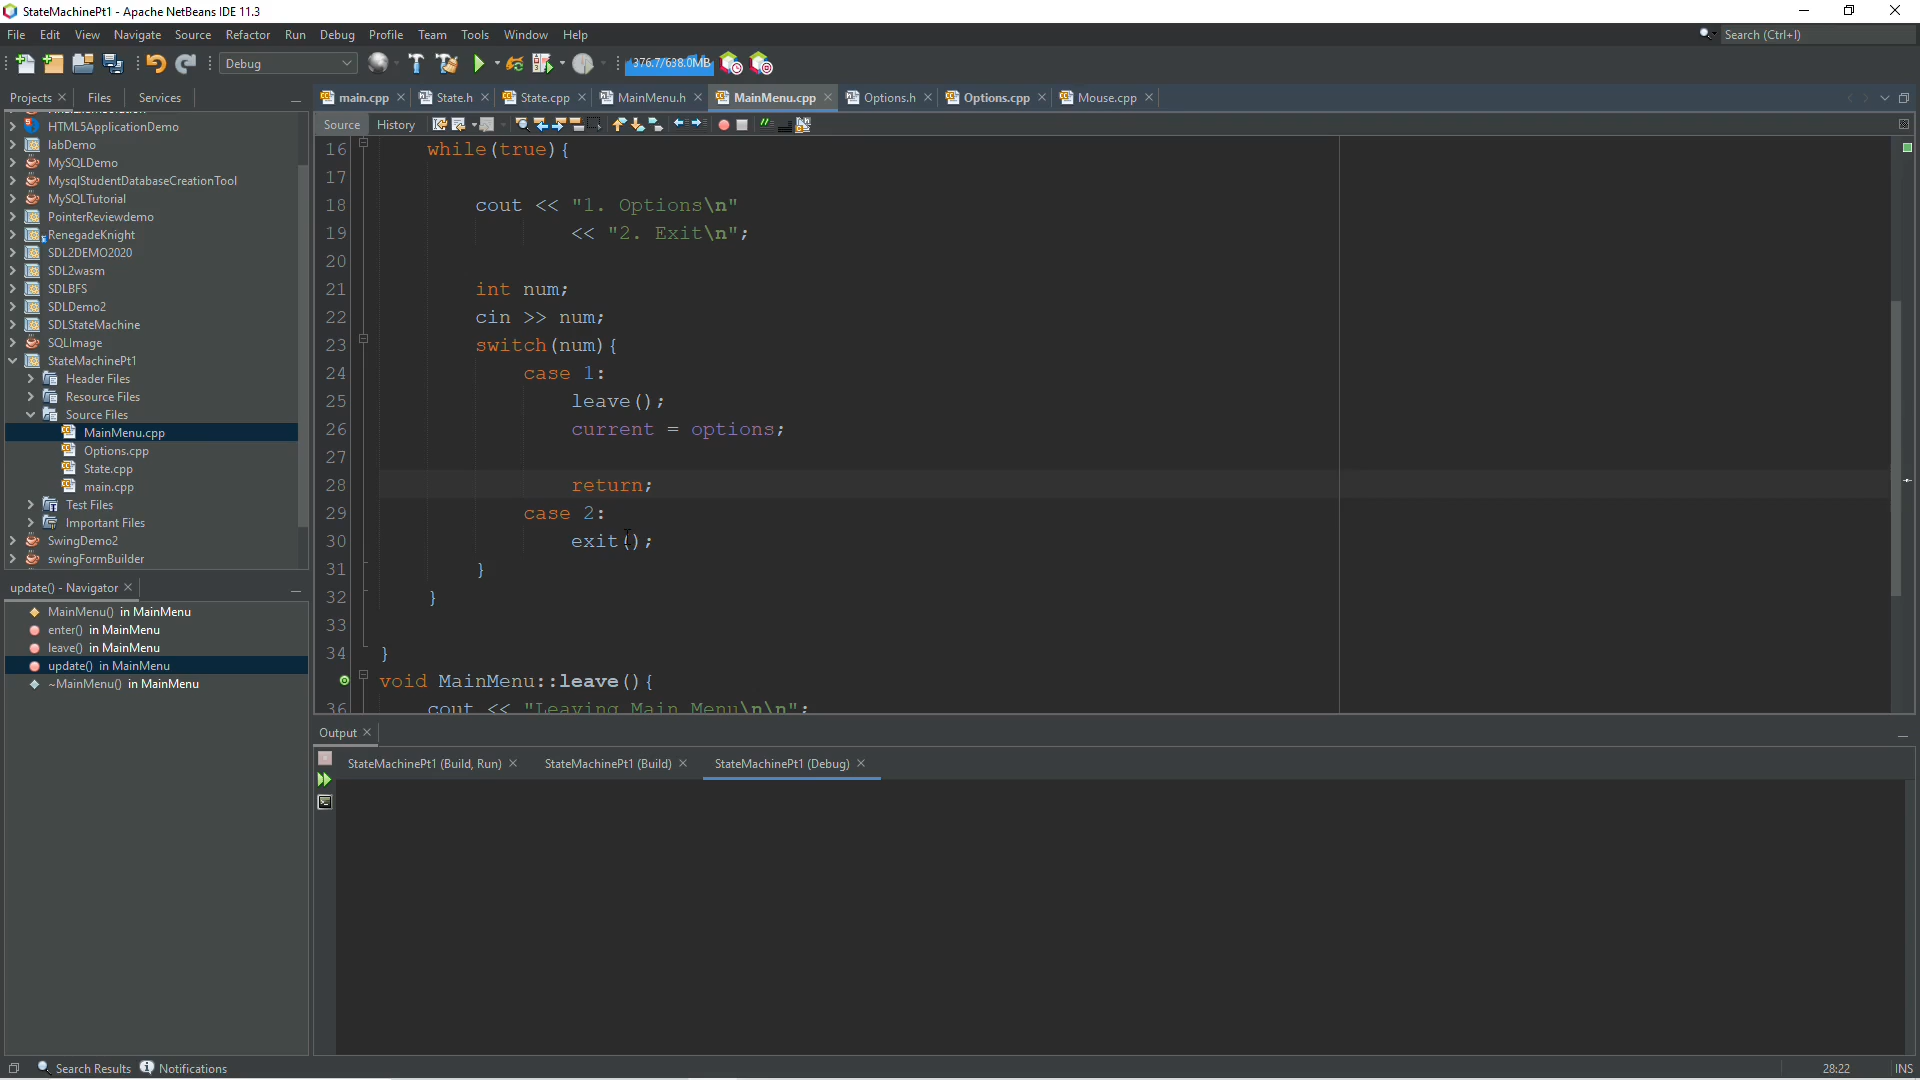 StateMachinePt1 - Apache NetBeans IDE 11.3
File Edit View Navigate Source Refactor Run Debug Profile Team Tools Window Help
Search (Ctrl+I)
Debug
376.7/638.0MB
Projects Files Services
HTML5ApplicationDemo
labDemo
MySQLDemo
MysqlStudentDatabaseCreationTool
MySQLTutorial
PointerReviewdemo
RenegadeKnight
SDL2DEMO2020
SDL2wasm
SDLBFS
SDLDemo2
SDLStateMachine
SQLImage
StateMachinePt1
Header Files
Resource Files
Source Files
MainMenu.cpp
Options.cpp
State.cpp
main.cpp
Test Files
Important Files
SwingDemo2
swingFormBuilder
update() - Navigator
MainMenu() in MainMenu
enter() in MainMenu
leave() in MainMenu
update() in MainMenu
~MainMenu() in MainMenu
main.cpp State.h State.cpp MainMenu.h MainMenu.cpp Options.h Options.cpp Mouse.cpp
Source History
16 while(true){
17
18 cout << "1. Options\n"
19 << "2. Exit\n";
20
21 int num;
22 cin >> num;
23 switch(num){
24 case 1:
25 leave();
26 current = options;
27
28 return;
29 case 2:
30 exit();
31 }
32 }
33
34 }
void MainMenu::leave(){
36 cout << "Leaving Main Menu\n\n";
Output
StateMachinePt1 (Build, Run) StateMachinePt1 (Build) StateMachinePt1 (Debug)
Search Results Notifications
28:22 INS